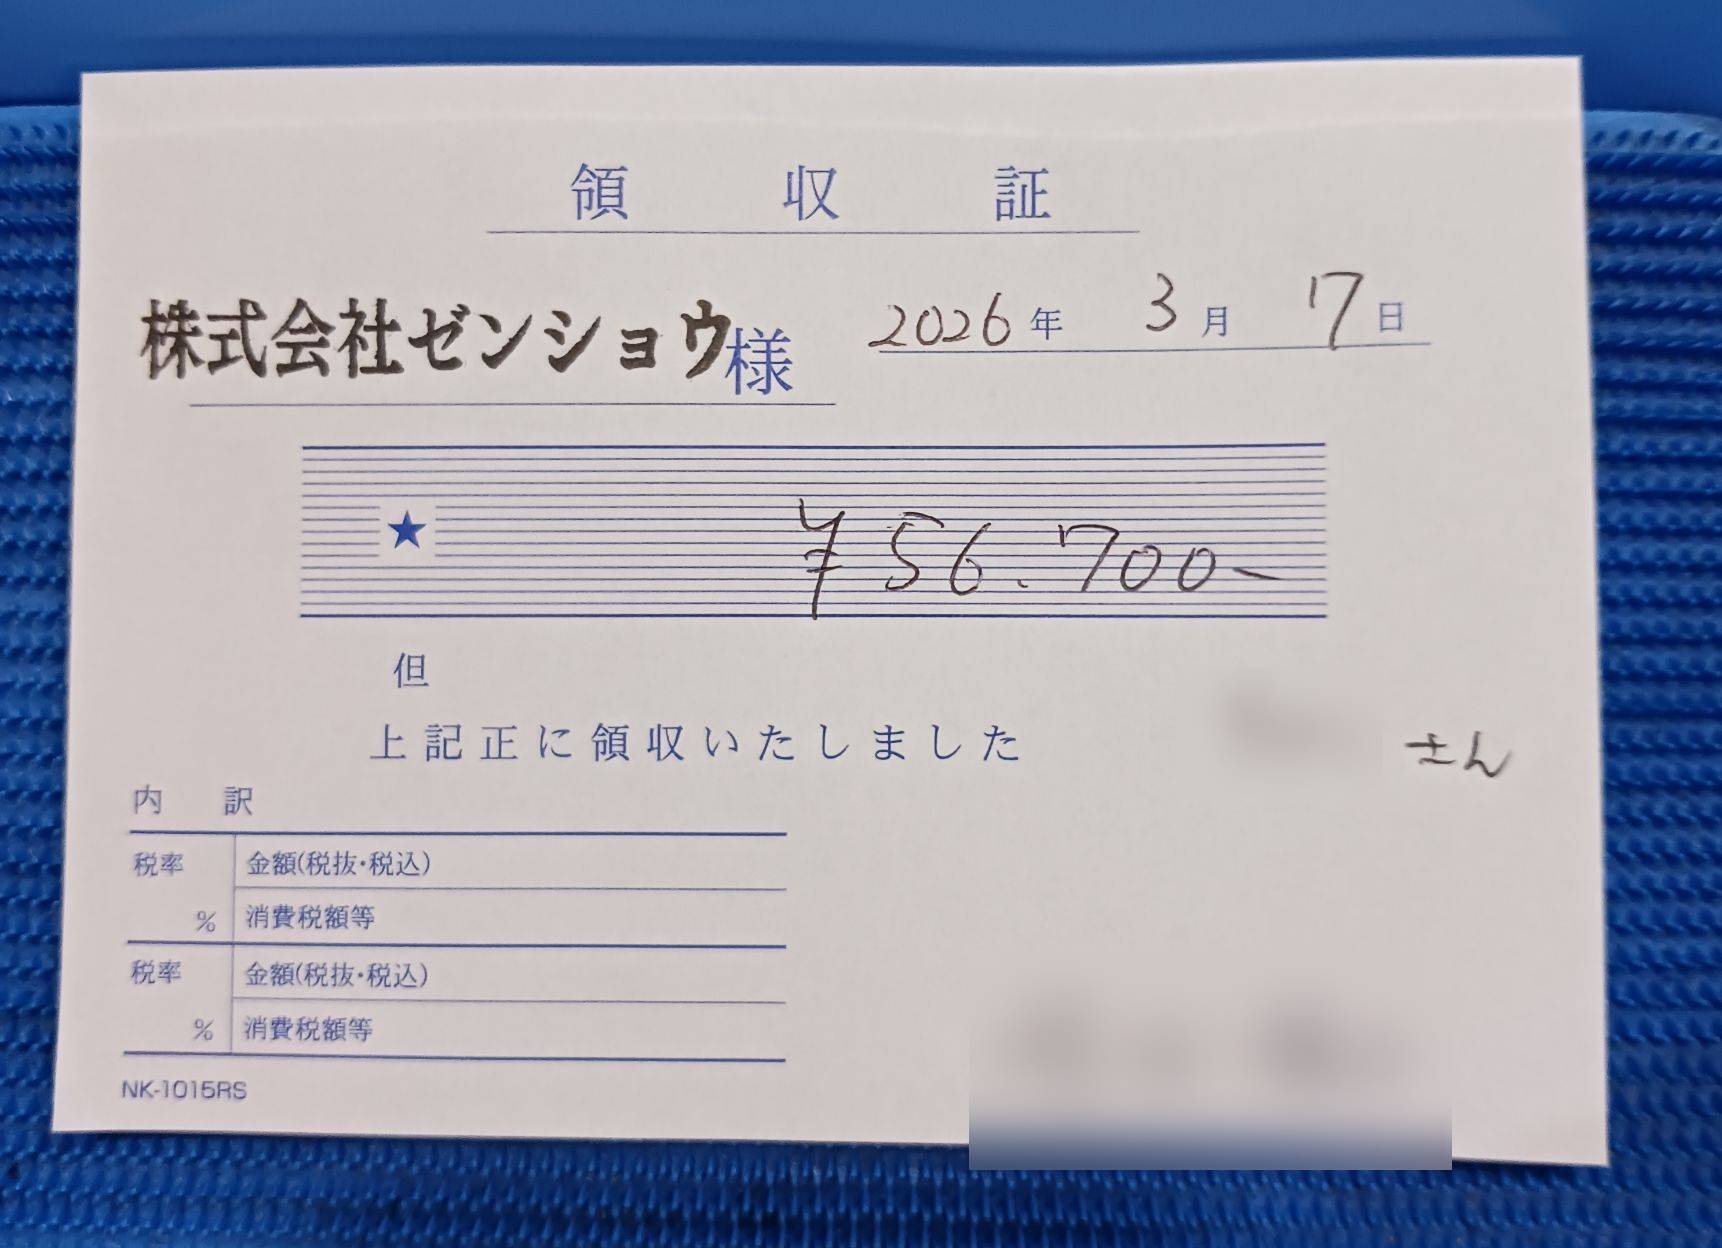 領収証
株式会社ゼンショウ様 2026年 3月 17日
★ ¥56.700-
但
上記正に領収いたしました
さん
内訳
税率 % 金額(税抜・税込)
消費税額等
税率 % 金額(税抜・税込)
消費税額等
NK-1015RS